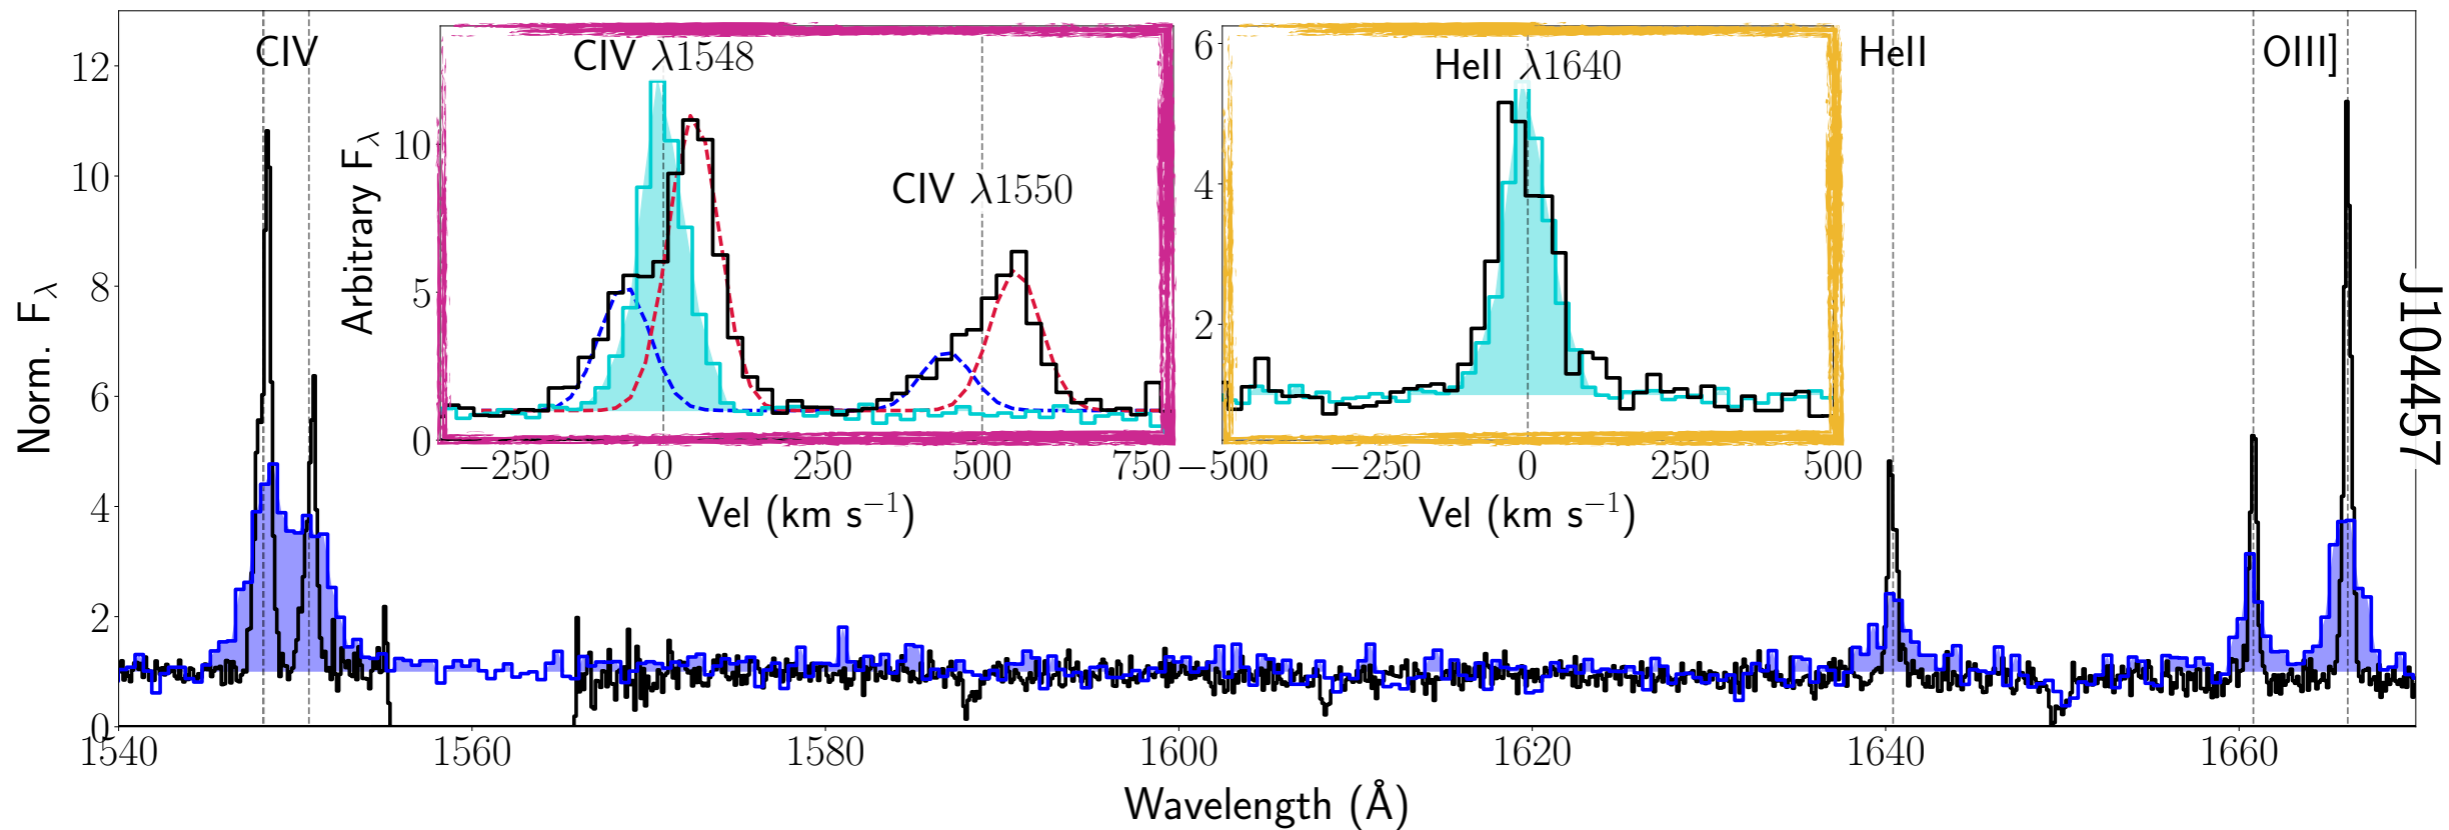 CIV
HeII
OIII]
12
10
8
6
4
2
0
Norm. F_λ
1540
1560
1580
1600
1620
1640
1660
Wavelength (Å)
CIV λ1548
CIV λ1550
10
5
0
Arbitrary F_λ
−250
0
250
500
750
Vel (km s⁻¹)
HeII λ1640
6
4
2
−500
−250
0
250
500
Vel (km s⁻¹)
J104457